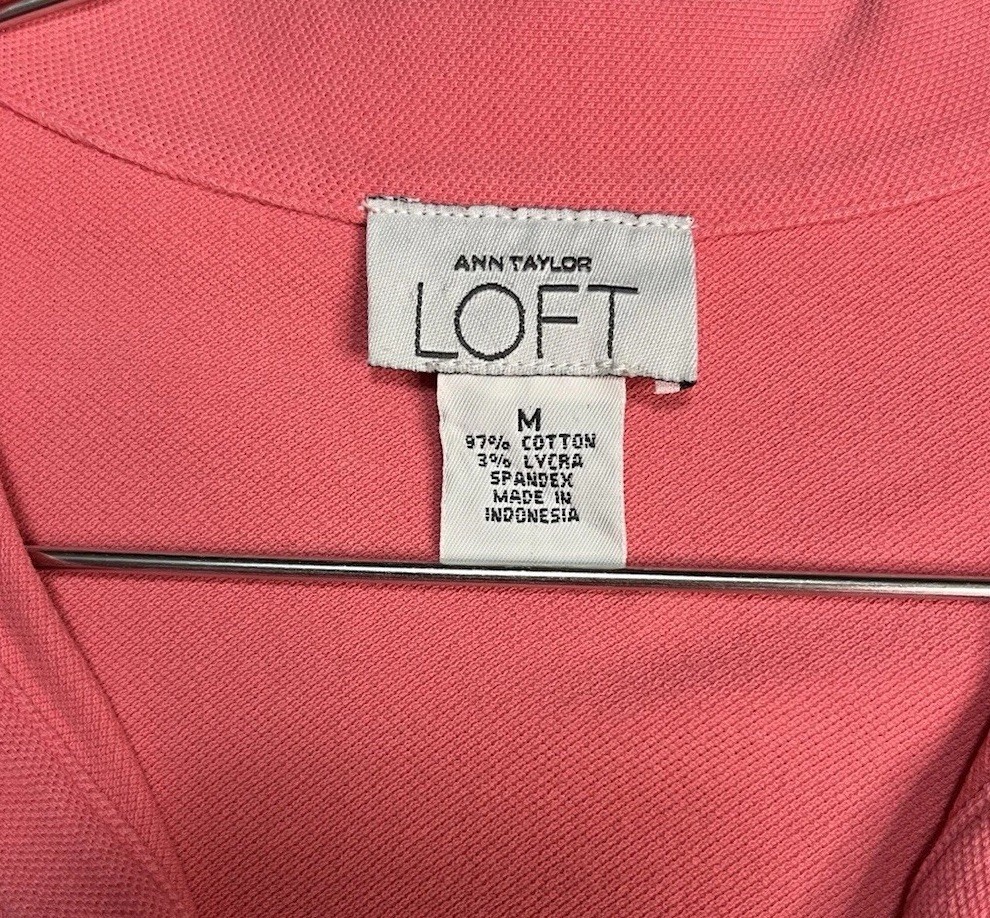 ANN TAYLOR
LOFT
M
97% COTTON
3% LYCRA
SPANDEX
MADE IN
INDONESIA